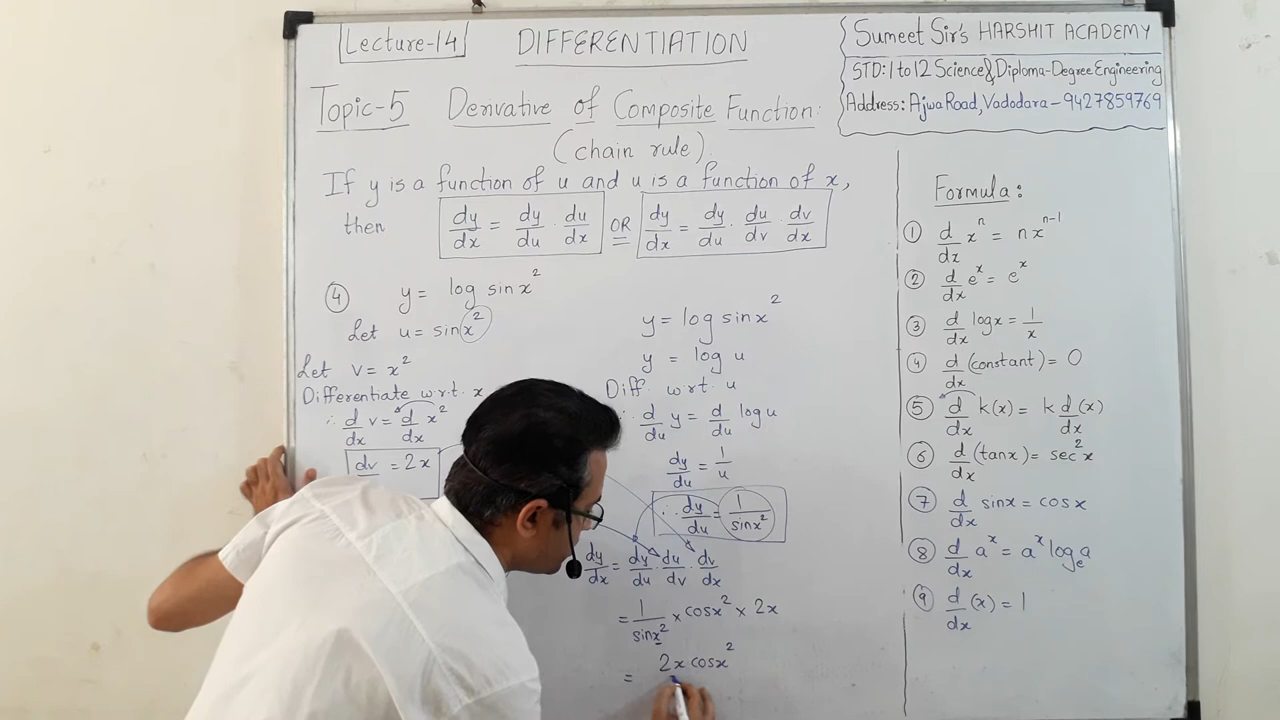 Lecture-14
DIFFERENTIATION
Sumeet Sir's HARSHIT ACADEMY
STD: 1 to 12 Science & Diploma-Degree Engineering
Address: Ajwa Road, Vadodara - 9427859769
Topic-5 Derivative of Composite Function:
(chain rule).
If y is a function of u and u is a function of x,
then dy/dx = dy/du · du/dx OR dy/dx = dy/du · du/dv · dv/dx
④ y = log sin x²
Let u = sin x²
Let v = x²
Differentiate w.r.t. x
∴ d/dx v = d/dx x²
dv = 2x
y = log sin x²
y = log u
Diff. w.r.t. u
∴ d/du y = d/du log u
dy/du = 1/u
∴ dy/du = 1/sin x²
dy/dx = dy/du · du/dv · dv/dx
= 1/sin x² × cos x² × 2x
= 2x cos x²
Formula:
① d/dx xⁿ = n xⁿ⁻¹
② d/dx eˣ = eˣ
③ d/dx log x = 1/x
④ d/dx (constant) = 0
⑤ d/dx k(x) = k d/dx (x)
⑥ d/dx (tan x) = sec² x
⑦ d/dx sin x = cos x
⑧ d/dx aˣ = aˣ logₑ a
⑨ d/dx (x) = 1